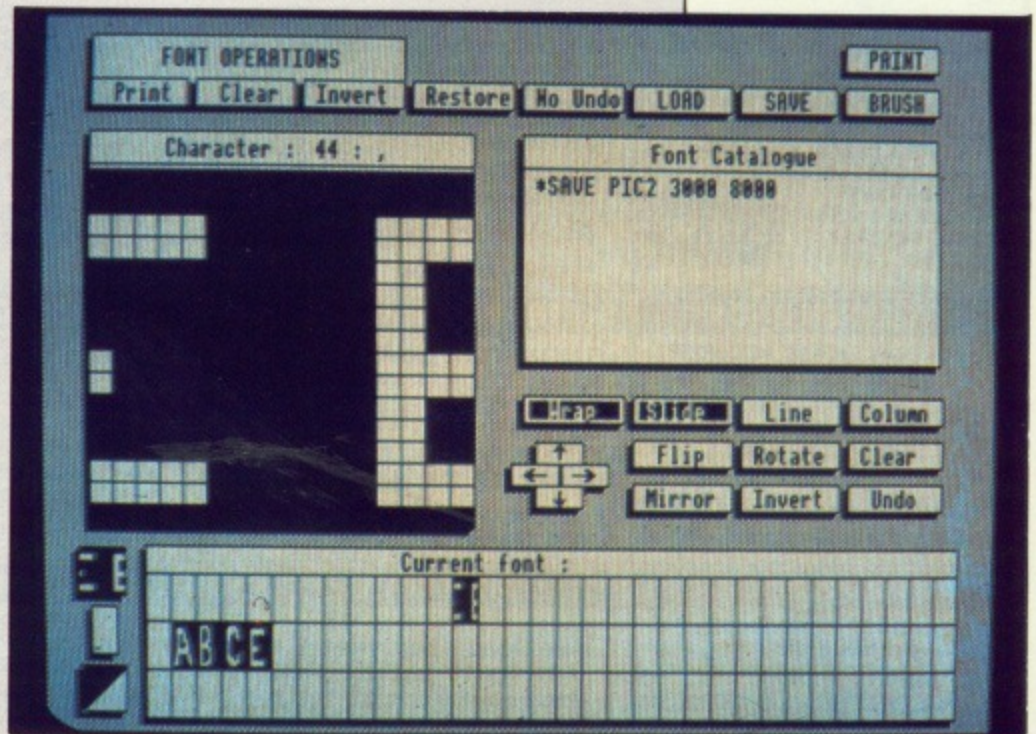 FONT OPERATIONS
PRINT
Print Clear Invert Restore No Undo LOAD SAVE BRUSH
Character : 44 : ,
Font Catalogue
*SAVE PIC2 3000 8000
Wrap Slide Line Column
Flip Rotate Clear
Mirror Invert Undo
Current font :
ABCE